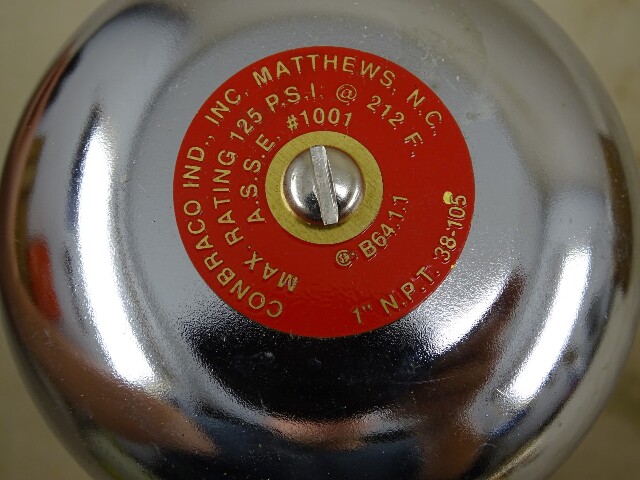 CONBRACO IND., INC. MATTHEWS, N.C.,
MAX RATING 125 P.S.I. @ 212 F.,
A.S.S.E. #1001
B64.1.1
1" N.P.T. 38-105